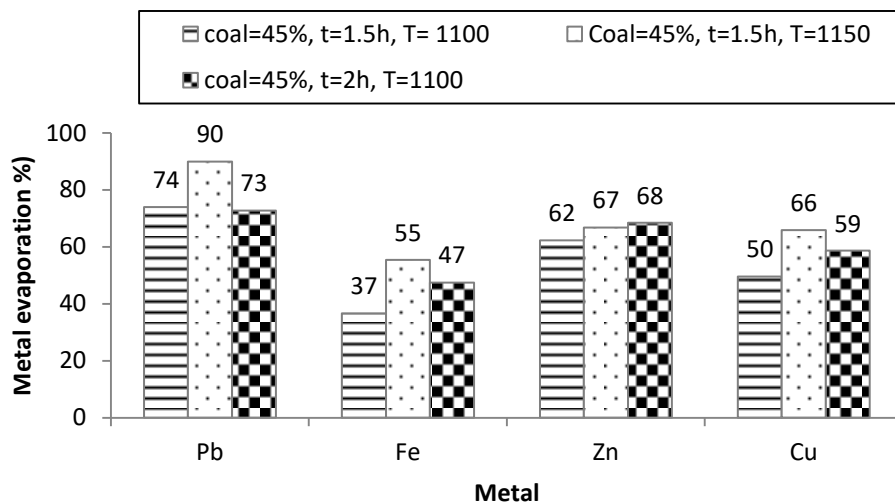 coal=45%, t=1.5h, T= 1100
Coal=45%, t=1.5h, T=1150
coal=45%, t=2h, T=1100
Metal evaporation %)
100
80
60
40
20
0
74
90
73
37
55
47
62
67
68
50
66
59
Pb
Fe
Zn
Cu
Metal